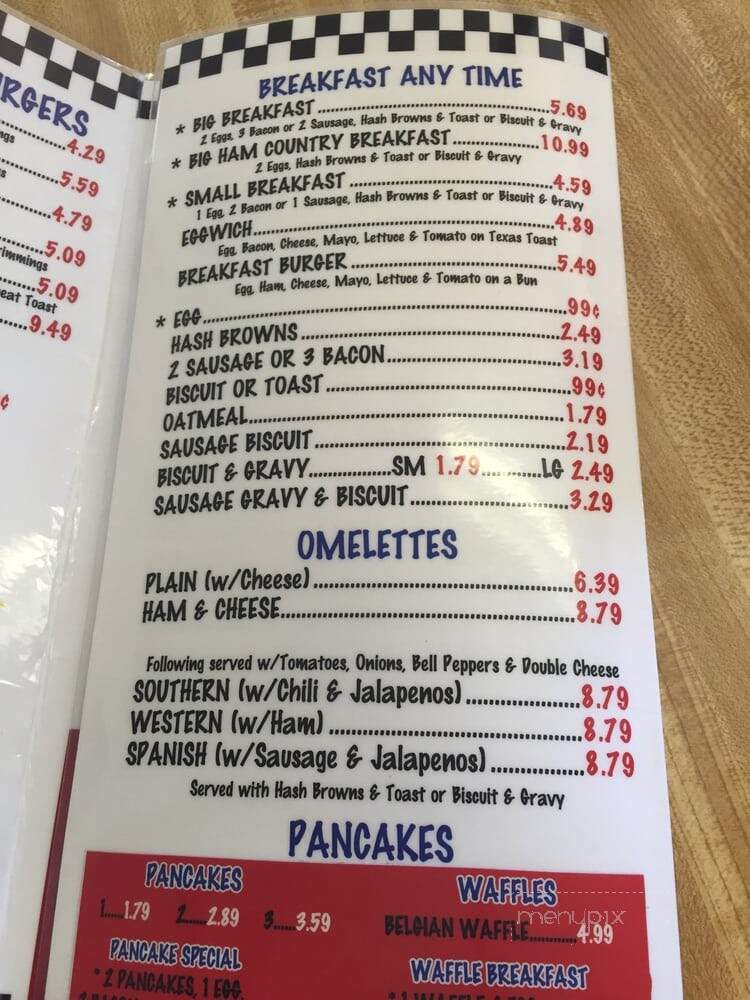 RGERS
4.29
ngs
5.59
4.79
5.09
rimmings
5.09
eat Toast
9.49
¢
BREAKFAST ANY TIME
* BIG BREAKFAST 5.69
2 Eggs, 3 Bacon or 2 Sausage, Hash Browns & Toast or Biscuit & Gravy
* BIG HAM COUNTRY BREAKFAST 10.99
2 Eggs, Hash Browns & Toast or Biscuit & Gravy
* SMALL BREAKFAST 4.59
1 Egg, 2 Bacon or 1 Sausage, Hash Browns & Toast or Biscuit & Gravy
EGGWICH 4.89
Egg, Bacon, Cheese, Mayo, Lettuce & Tomato on Texas Toast
BREAKFAST BURGER 5.49
Egg, Ham, Cheese, Mayo, Lettuce & Tomato on a Bun
* EGG 99¢
HASH BROWNS 2.49
2 SAUSAGE OR 3 BACON 3.19
BISCUIT OR TOAST 99¢
OATMEAL 1.79
SAUSAGE BISCUIT 2.19
BISCUIT & GRAVY SM 1.79 LG 2.49
SAUSAGE GRAVY & BISCUIT 3.29
OMELETTES
PLAIN (w/Cheese) 6.39
HAM & CHEESE 8.79
Following served w/Tomatoes, Onions, Bell Peppers & Double Cheese
SOUTHERN (w/Chili & Jalapenos) 8.79
WESTERN (w/Ham) 8.79
SPANISH (w/Sausage & Jalapenos) 8.79
Served with Hash Browns & Toast or Biscuit & Gravy
PANCAKES
PANCAKES
1 1.79 2 2.89 3 3.59
PANCAKE SPECIAL
* 2 PANCAKES, 1 EGG,
WAFFLES
BELGIAN WAFFLE 4.99
menupix
WAFFLE BREAKFAST